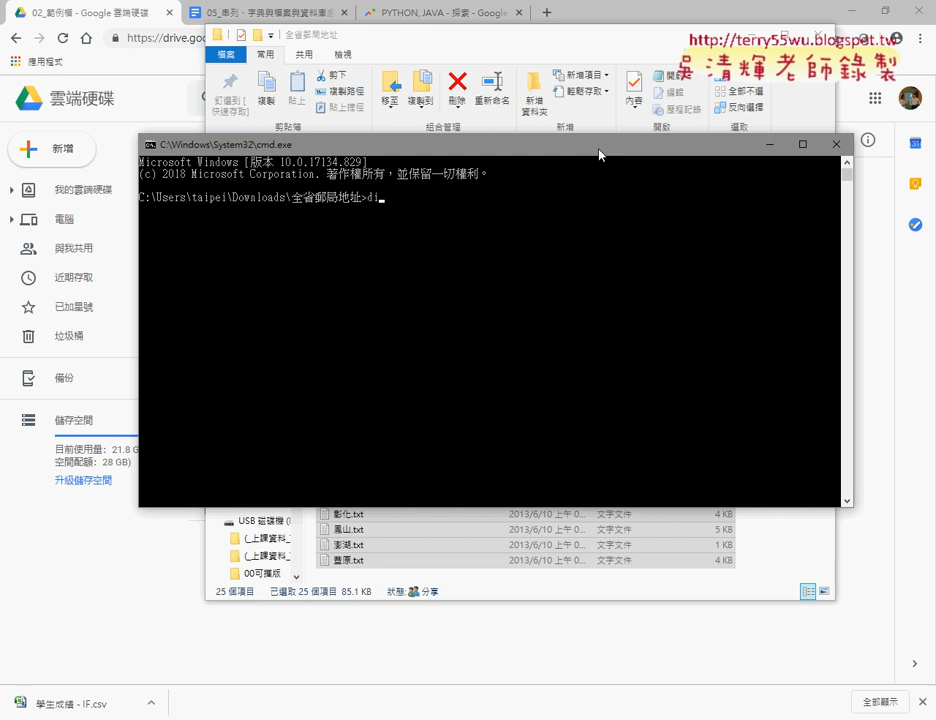 02_範例檔 - Google 雲端硬碟
05_串列、字典與檔案與資料庫處
PYTHON, JAVA - 探索 - Google
https://drive.goo
應用程式
雲端硬碟
新增
我的雲端硬碟
電腦
與我共用
近期存取
已加星號
垃圾桶
備份
儲存空間
目前使用量：21.8 G
空間配額：28 GB)
升級儲存空間
全省郵局地址
檔案
常用
共用
檢視
http://terry55wu.blogspot.tw
吳清輝老師錄製
釘選到 [
快速存取]
複製
貼上
剪下
複製路徑
貼上捷徑
剪貼簿
移至
複製到
刪除
重新命名
組合管理
新增
資料夾
新增項目
輕鬆存取
新增
內容
編輯
歷程記錄
開啟
全部不選
反向選擇
選取
C:\Windows\System32\cmd.exe
Microsoft Windows [版本 10.0.17134.829]
(c) 2018 Microsoft Corporation. 著作權所有，並保留一切權利。
C:\Users\taipei\Downloads\全省郵局地址>di
USB 磁碟機 (
(_上課資料_
(_上課資料_
00可攜版
彰化.txt 2013/6/10 上午 0... 文字文件 4 KB
鳳山.txt 2013/6/10 上午 0... 文字文件 5 KB
澎湖.txt 2013/6/10 上午 0... 文字文件 1 KB
豐原.txt 2013/6/10 上午 0... 文字文件 4 KB
25 個項目 已選取 25 個項目 85.1 KB 狀態: 分享
學生成績 - IF.csv
全部顯示